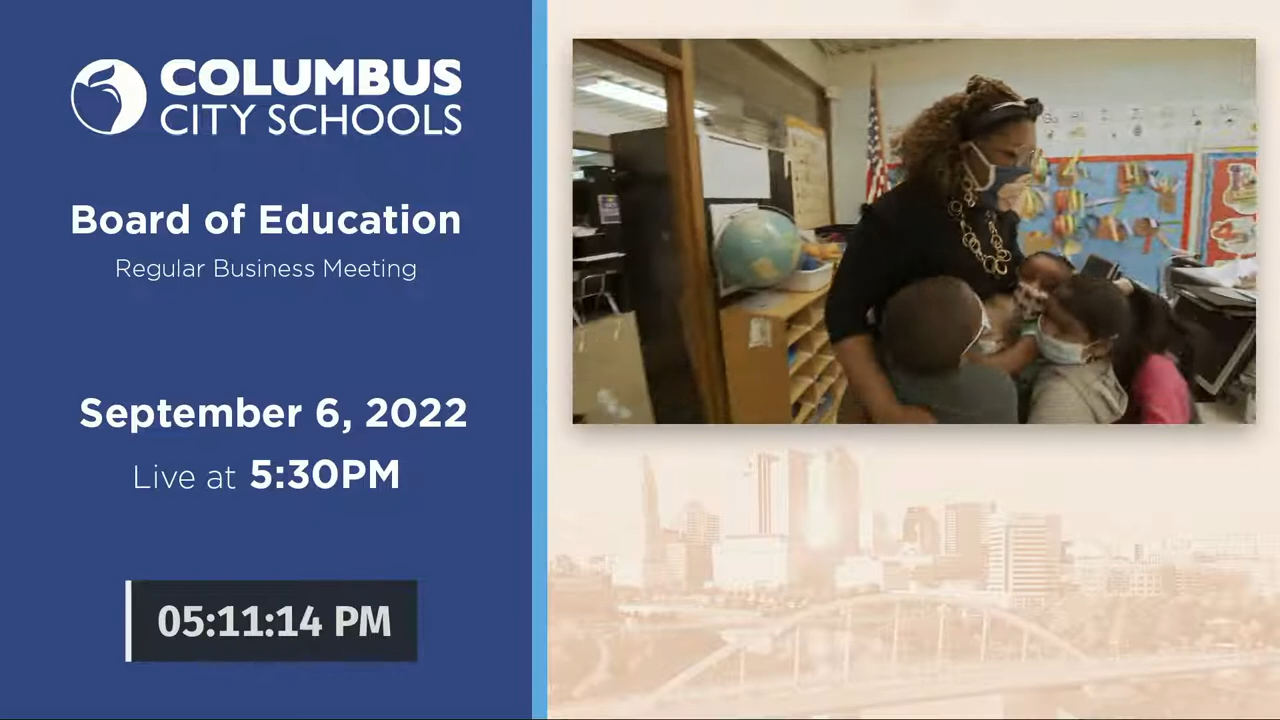 COLUMBUS
CITY SCHOOLS
Board of Education
Regular Business Meeting
September 6, 2022
Live at 5:30PM
05:11:14 PM